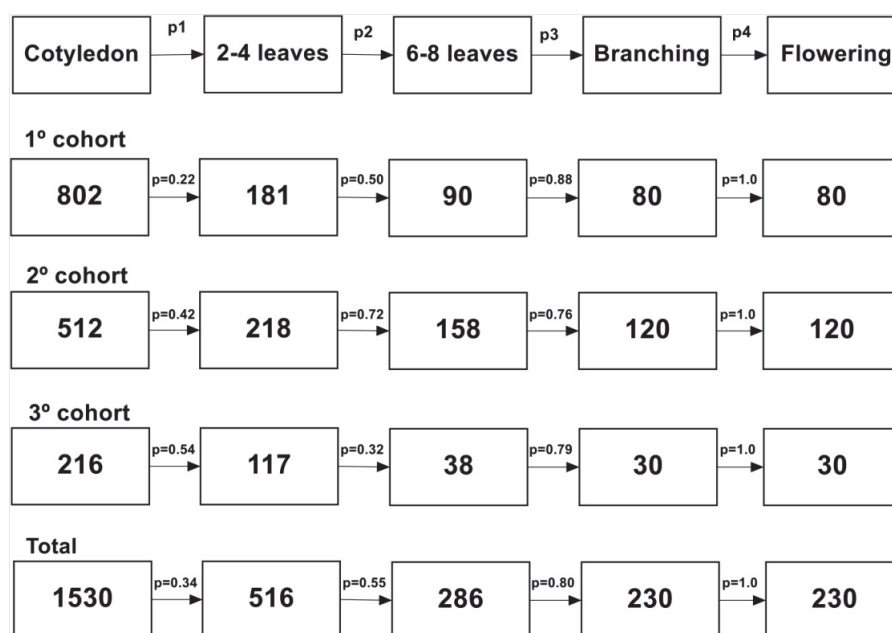 p1 p2 p3 p4
Cotyledon 2-4 leaves 6-8 leaves Branching Flowering
1º cohort
p=0.22 p=0.50 p=0.88 p=1.0
802 181 90 80 80
2º cohort
p=0.42 p=0.72 p=0.76 p=1.0
512 218 158 120 120
3º cohort
p=0.54 p=0.32 p=0.79 p=1.0
216 117 38 30 30
Total
p=0.34 p=0.55 p=0.80 p=1.0
1530 516 286 230 230